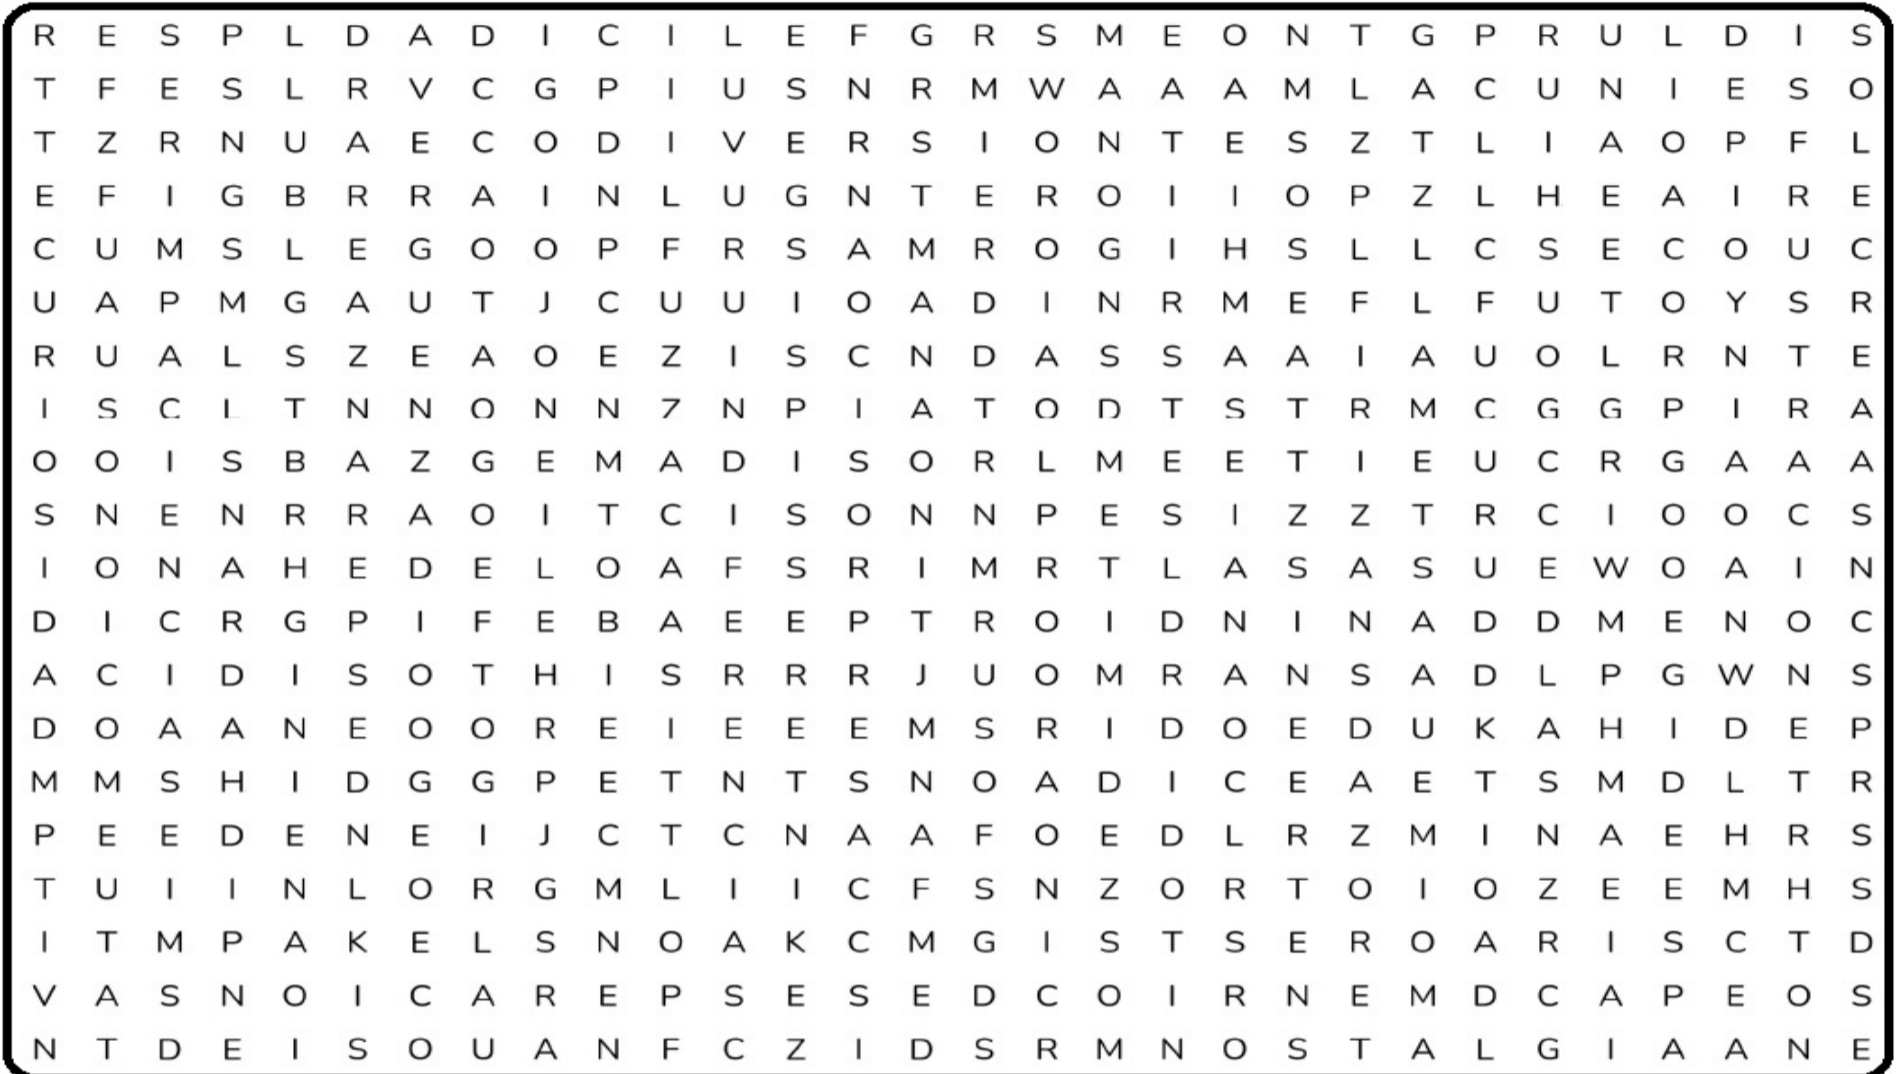 R E S P L D A D I C I L E F G R S M E O N T G P R U L D I S
T F E S L R V C G P I U S N R M W A A A M L A C U N I E S O
T Z R N U A E C O D I V E R S I O N T E S Z T L I A O P F L
E F I G B R R A I N L U G N T E R O I I O P Z L H E A I R E
C U M S L E G O O P F R S A M R O G I H S L L C S E C O U C
U A P M G A U T J C U U I O A D I N R M E F L F U T O Y S R
R U A L S Z E A O E Z I S C N D A S S A A I A U O L R N T E
I S C L T N N O N N Z N P I A T O D T S T R M C G G P I R A
O O I S B A Z G E M A D I S O R L M E E T I E U C R G A A A
S N E N R R A O I T C I S O N N P E S I Z Z T R C I O O C S
I O N A H E D E L O A F S R I M R T L A S A S U E W O A I N
D I C R G P I F E B A E E P T R O I D N I N A D D M E N O C
A C I D I S O T H I S R R R J U O M R A N S A D L P G W N S
D O A A N E O O R E I E E E M S R I D O E D U K A H I D E P
M M S H I D G G P E T N T S N O A D I C E A E T S M D L T R
P E E D E N E I J C T C N A A F O E D L R Z M I N A E H R S
T U I I N L O R G M L I I C F S N Z O R T O I O Z E E M H S
I T M P A K E L S N O A K C M G I S T S E R O A R I S C T D
V A S N O I C A R E P S E S E D C O I R N E M D C A P E O S
N T D E I S O U A N F C Z I D S R M N O S T A L G I A A N E